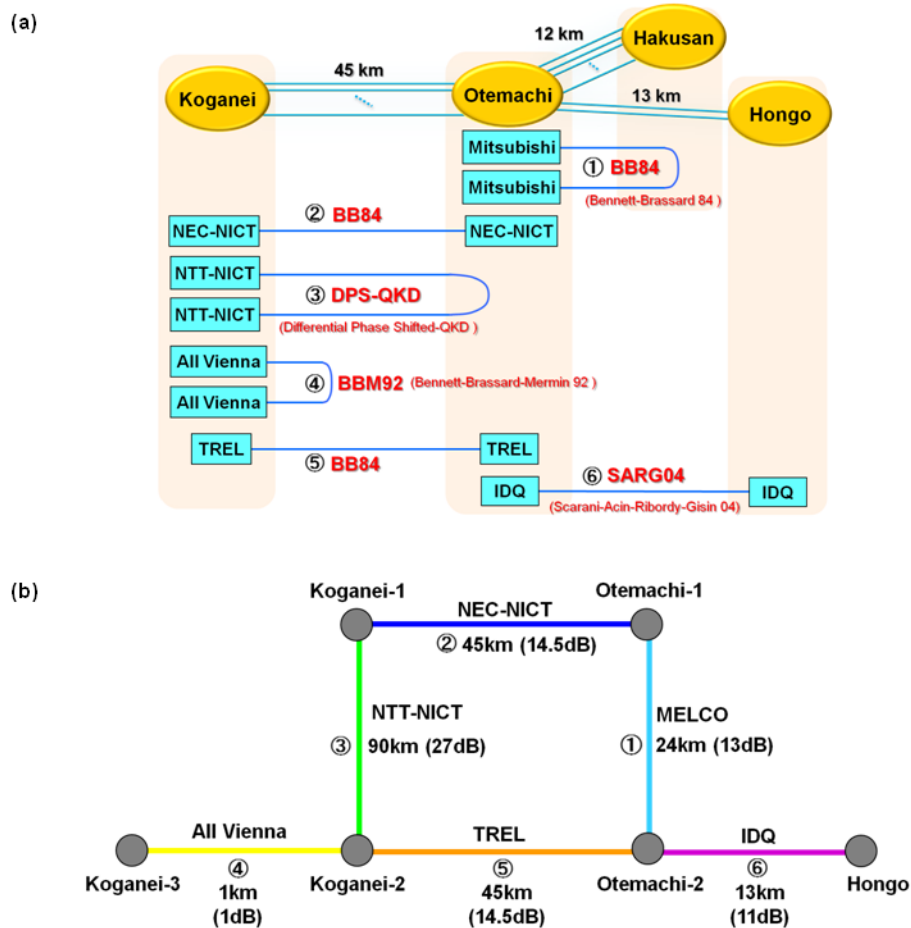 (a)
12 km
Hakusan
45 km
Koganei
Otemachi
13 km
Hongo
Mitsubishi
① BB84
Mitsubishi
(Bennett-Brassard 84 )
② BB84
NEC-NICT
NEC-NICT
NTT-NICT
③ DPS-QKD
NTT-NICT
(Differential Phase Shifted-QKD )
All Vienna
④ BBM92 (Bennett-Brassard-Mermin 92 )
All Vienna
TREL
TREL
⑤ BB84
⑥ SARG04
IDQ
IDQ
(Scarani-Acin-Ribordy-Gisin 04)
(b)
Koganei-1
Otemachi-1
NEC-NICT
② 45km (14.5dB)
NTT-NICT
③ 90km (27dB)
MELCO
① 24km (13dB)
All Vienna
TREL
IDQ
④
⑤
⑥
Koganei-3
Koganei-2
Otemachi-2
Hongo
1km
(1dB)
45km
(14.5dB)
13km
(11dB)